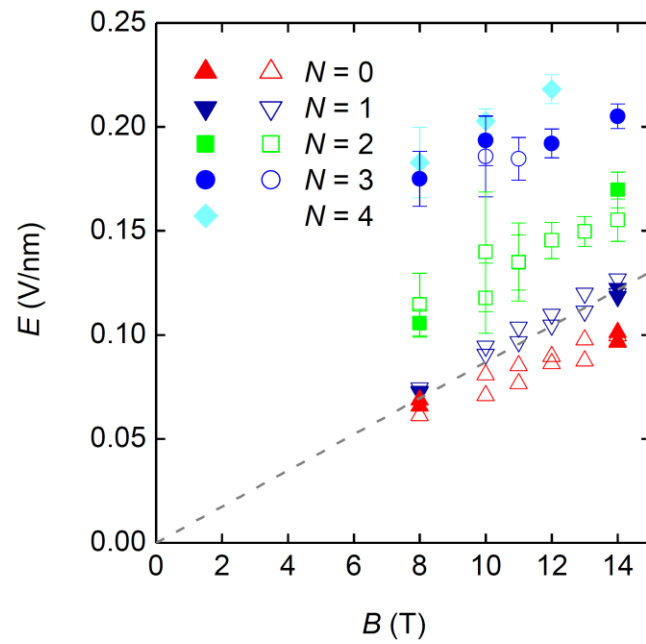 0.25
0.20
0.15
0.10
0.05
0.00
E (V/nm)
N = 0
N = 1
N = 2
N = 3
N = 4
0 2 4 6 8 10 12 14
B (T)